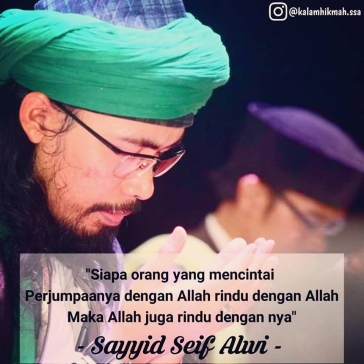 @kalamhikmah.ssa
"Siapa orang yang mencintai
Perjumpaanya dengan Allah rindu dengan Allah
Maka Allah juga rindu dengan nya"
- Sayyid Seif Alwi -